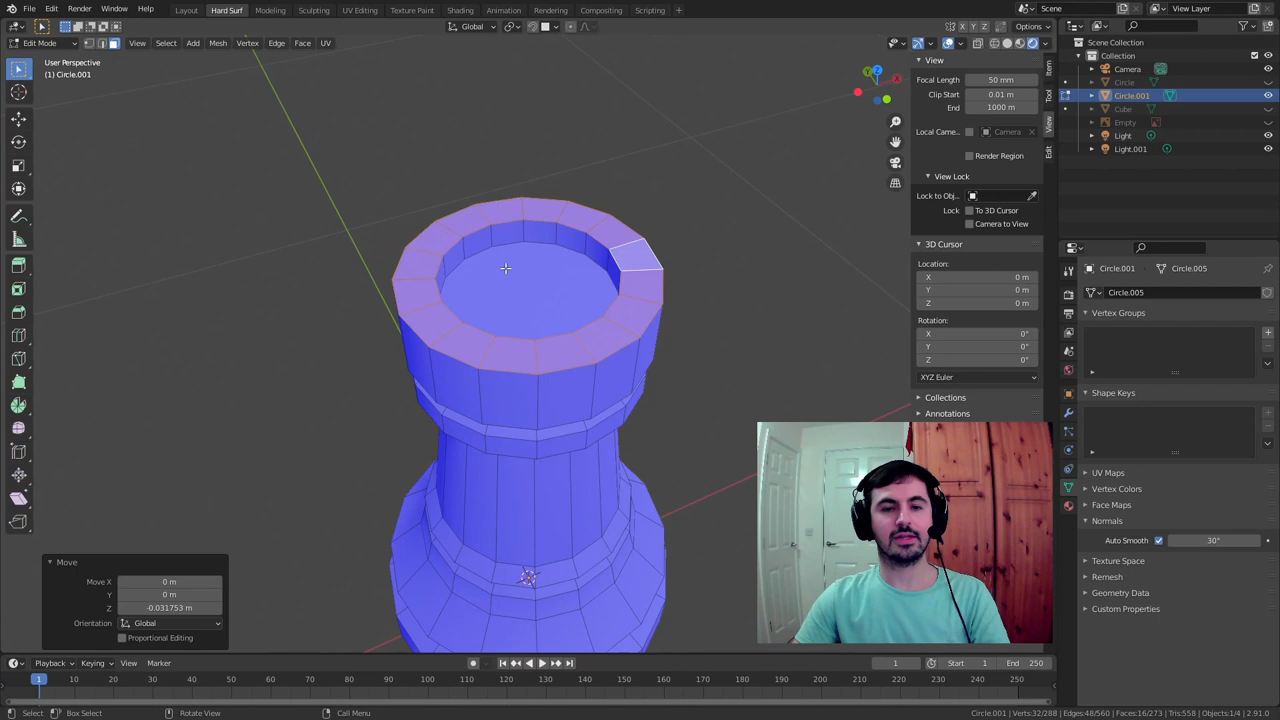 File Edit Render Window Help Layout Hard Surf Modeling Sculpting UV Editing Texture Paint Shading Animation Rendering Compositing Scripting + Scene View Layer
Global X Y Z Options
Edit Mode View Select Add Mesh Vertex Edge Face UV
User Perspective
(1) Circle.001
View
Focal Length 50 mm
Clip Start 0.01 m
End 1000 m
Local Came... Camera
Render Region
View Lock
Lock to Obj...
Lock To 3D Cursor
Camera to View
3D Cursor
Location:
X 0 m
Y 0 m
Z 0 m
Rotation:
X 0°
Y 0°
Z 0°
XYZ Euler
Collections
Annotations
Item
Tool
View
Edit
Scene Collection
Collection
Camera
Circle
Circle.001
Cube
Empty
Light
Light.001
Circle.001 Circle.005
Circle.005
Vertex Groups
Shape Keys
UV Maps
Vertex Colors
Face Maps
Normals
Auto Smooth 30°
Texture Space
Remesh
Geometry Data
Custom Properties
Move
Move X 0 m
Y 0 m
Z -0.031753 m
Orientation Global
Proportional Editing
Playback Keying View Marker 1 Start 1 End 250
1 10 20 30 40 50 60 70 80 90 100 110 120 130 140 150 160 170 180 190 200 210 220 230 240 250
Select Box Select Rotate View Call Menu Circle.001 | Verts:32/288 | Edges:48/560 | Faces:16/273 | Tris:558 | Objects:1/4 | 2.91.0